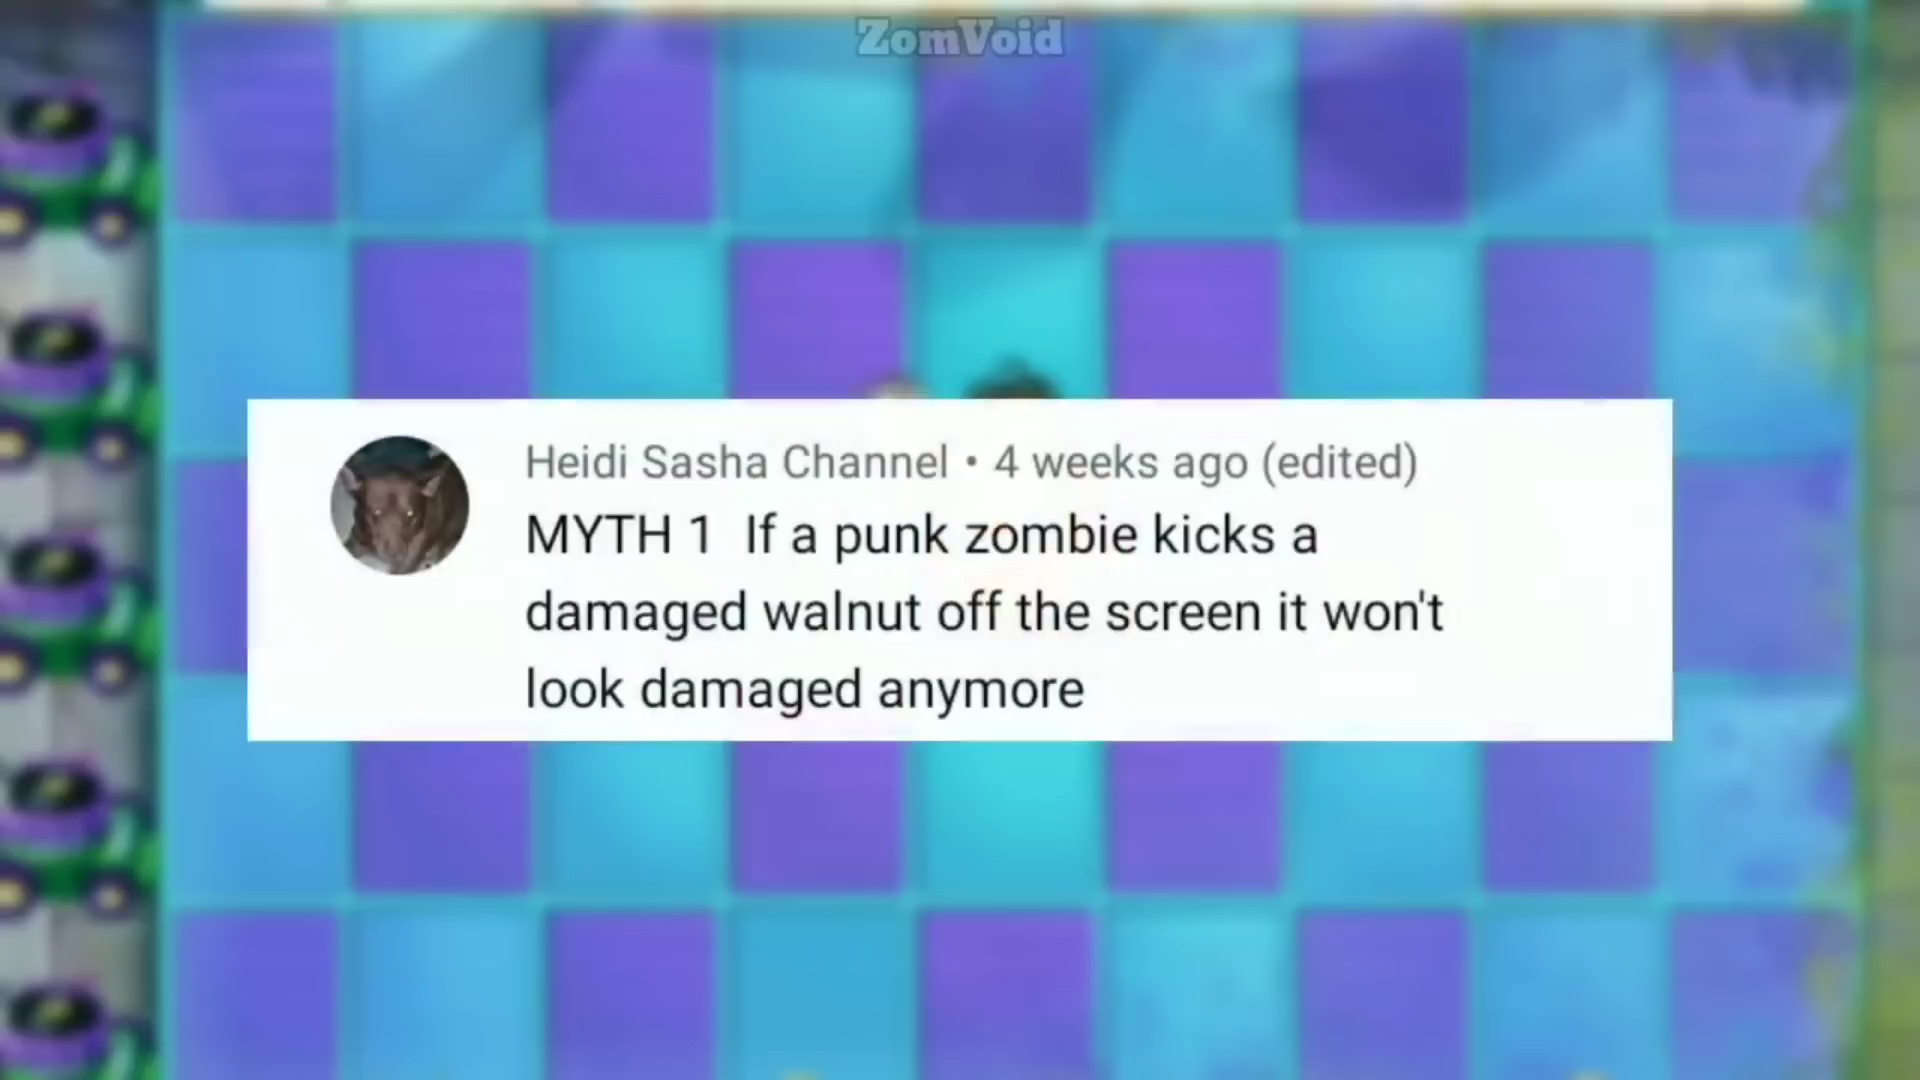 ZomVoid
Heidi Sasha Channel • 4 weeks ago (edited)
MYTH 1  If a punk zombie kicks a
damaged walnut off the screen it won't
look damaged anymore